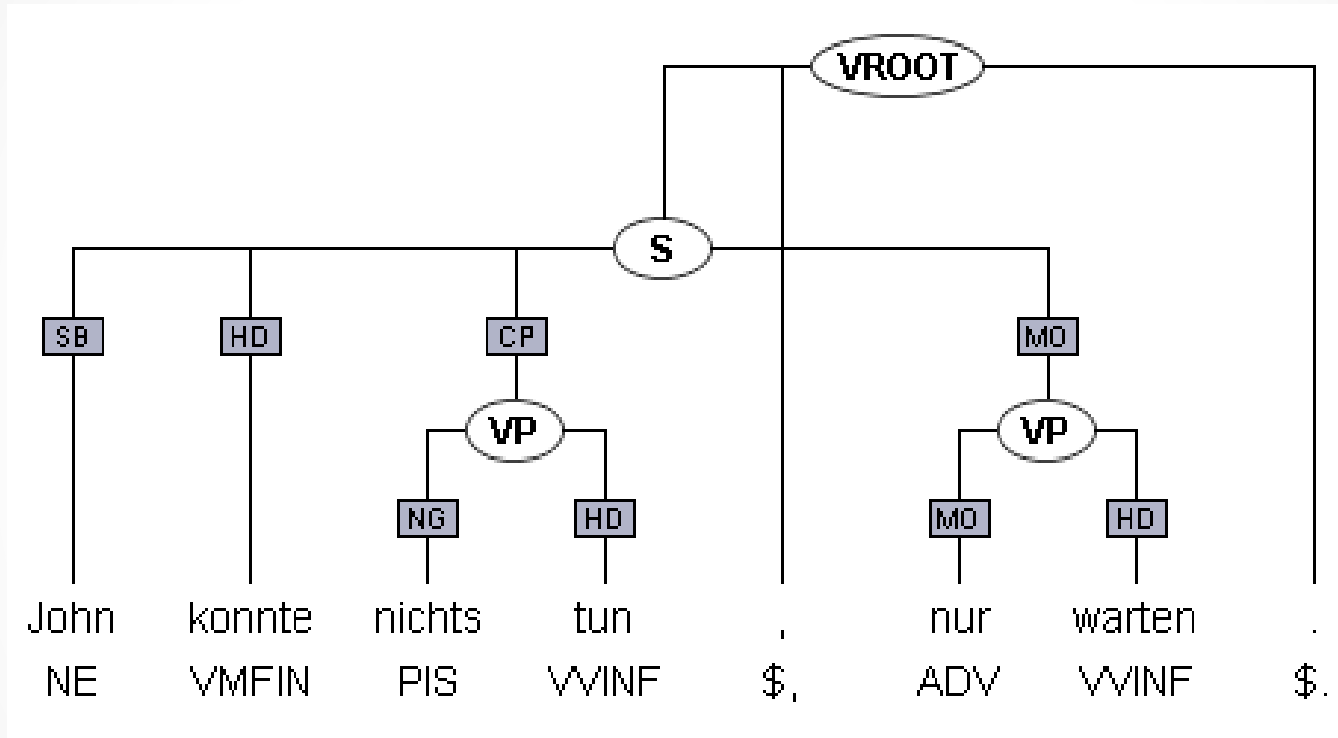 VROOT
S
SB HD CP MO
VP VP
NG HD MO HD
John konnte nichts tun , nur warten .
NE VMFIN PIS VVINF $, ADV VVINF $.